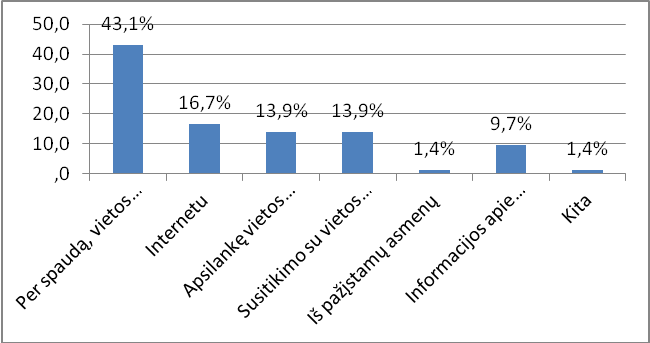 50,0
40,0
30,0
20,0
10,0
,0
43,1%
16,7%
13,9%
13,9%
1,4%
9,7%
1,4%
Per spaudą, vietos...
Internetu
Apsilankę vietos...
Susitikimo su vietos...
Iš pažįstamų asmenų
Informacijos apie...
Kita